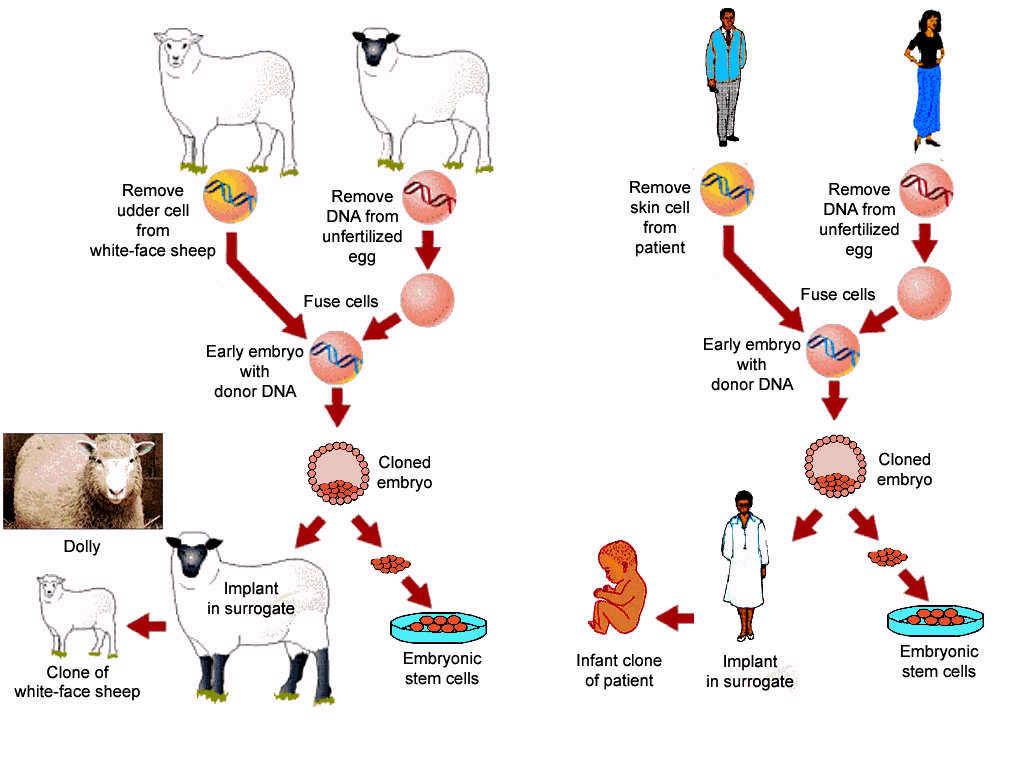 Remove
udder cell
from
white-face sheep
Remove
DNA from
unfertilized
egg
Fuse cells
Early embryo
with
donor DNA
Cloned
embryo
Dolly
Implant
in surrogate
Clone of
white-face sheep
Embryonic
stem cells
Remove
skin cell
from
patient
Remove
DNA from
unfertilized
egg
Fuse cells
Early embryo
with
donor DNA
Cloned
embryo
Infant clone
of patient
Implant
in surrogate
Embryonic
stem cells